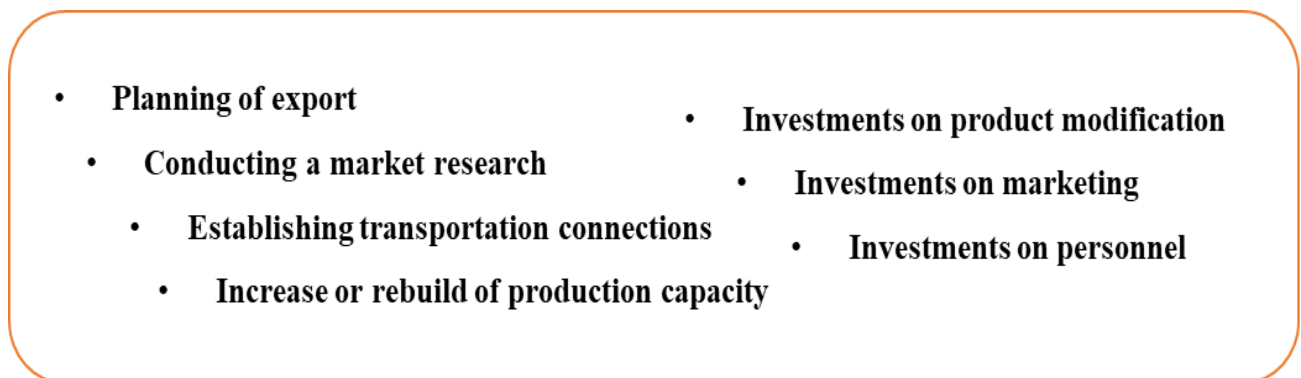 • Planning of export
• Conducting a market research
• Establishing transportation connections
• Increase or rebuild of production capacity
• Investments on product modification
• Investments on marketing
• Investments on personnel